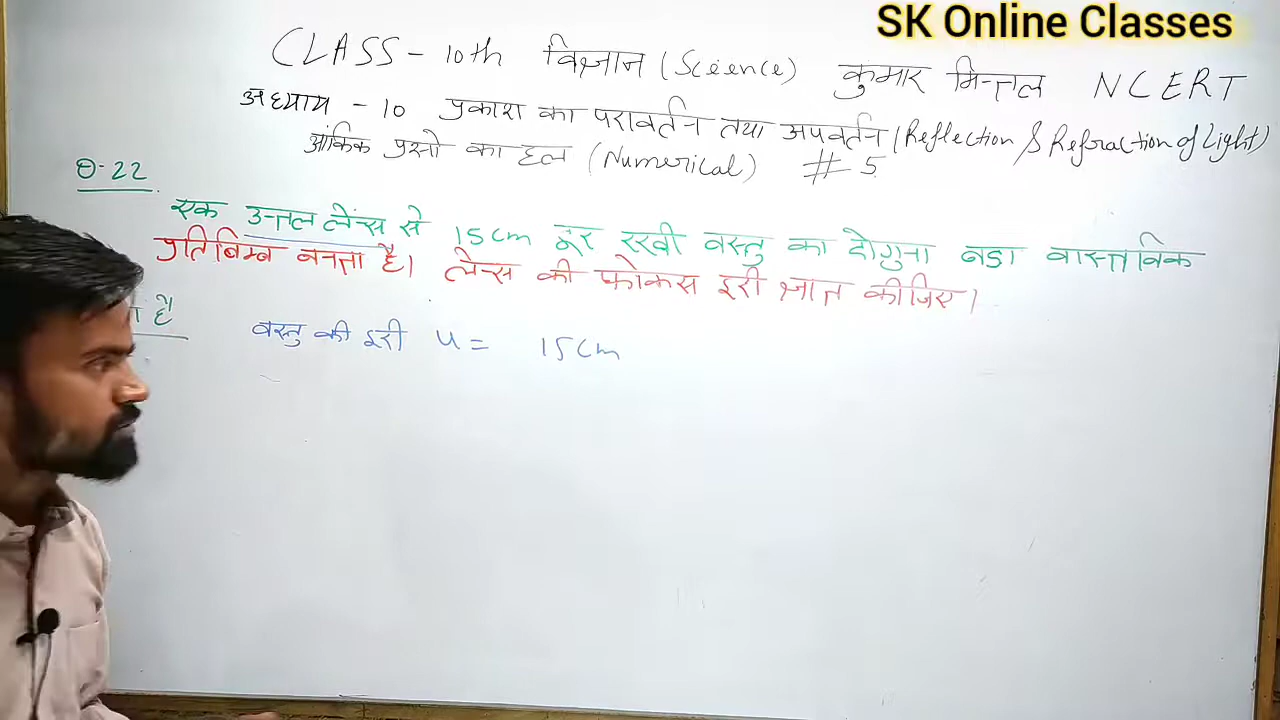 SK Online Classes
CLASS - 10th विज्ञान (Science) कुमार मित्तल NCERT
अध्याय - 10 प्रकाश का परावर्तन तथा अपवर्तन (Reflection & Refraction of Light)
आंकिक प्रश्नो का हल (Numerical) # 5
Q-22
एक उत्तल लेन्स से 15cm दूर रखी वस्तु का दोगुना बड़ा वास्तविक
प्रतिबिम्ब बनता है। लेन्स की फोकस दूरी ज्ञात कीजिए।
है वस्तु की दूरी u = 15cm